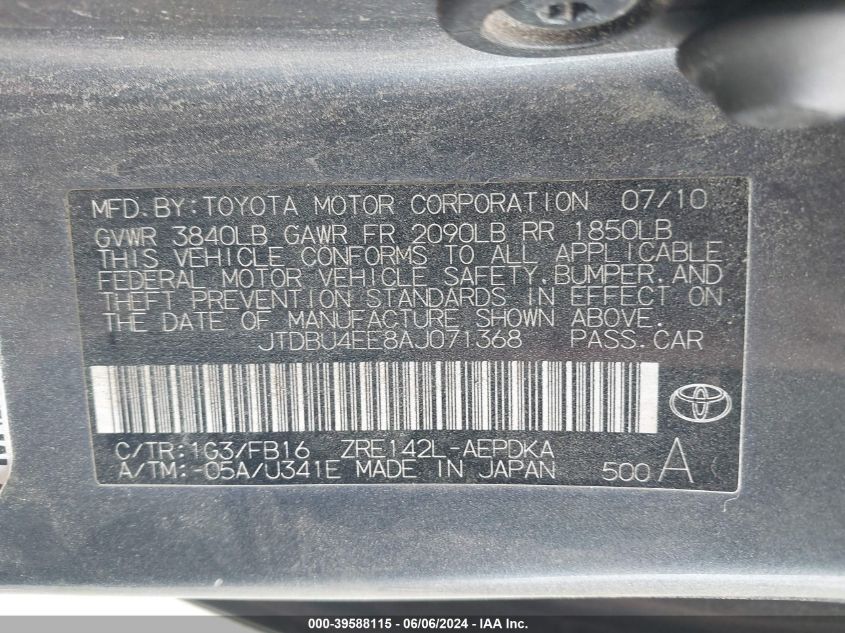 MFD.BY:TOYOTA MOTOR CORPORATION 07/10
GVWR 3840LB GAWR FR 2090LB RR 1850LB
THIS VEHICLE CONFORMS TO ALL APPLICABLE
FEDERAL MOTOR VEHICLE SAFETY,BUMPER,AND
THEFT PREVENTION STANDARDS IN EFFECT ON
THE DATE OF MANUFACTURE SHOWN ABOVE.
JTDBU4EE8AJ071368 PASS.CAR
C/TR:1G3/FB16 ZRE142L-AEPDKA
A/TM:-05A/U341E MADE IN JAPAN 500 A
000-39588115 - 06/06/2024 - IAA Inc.